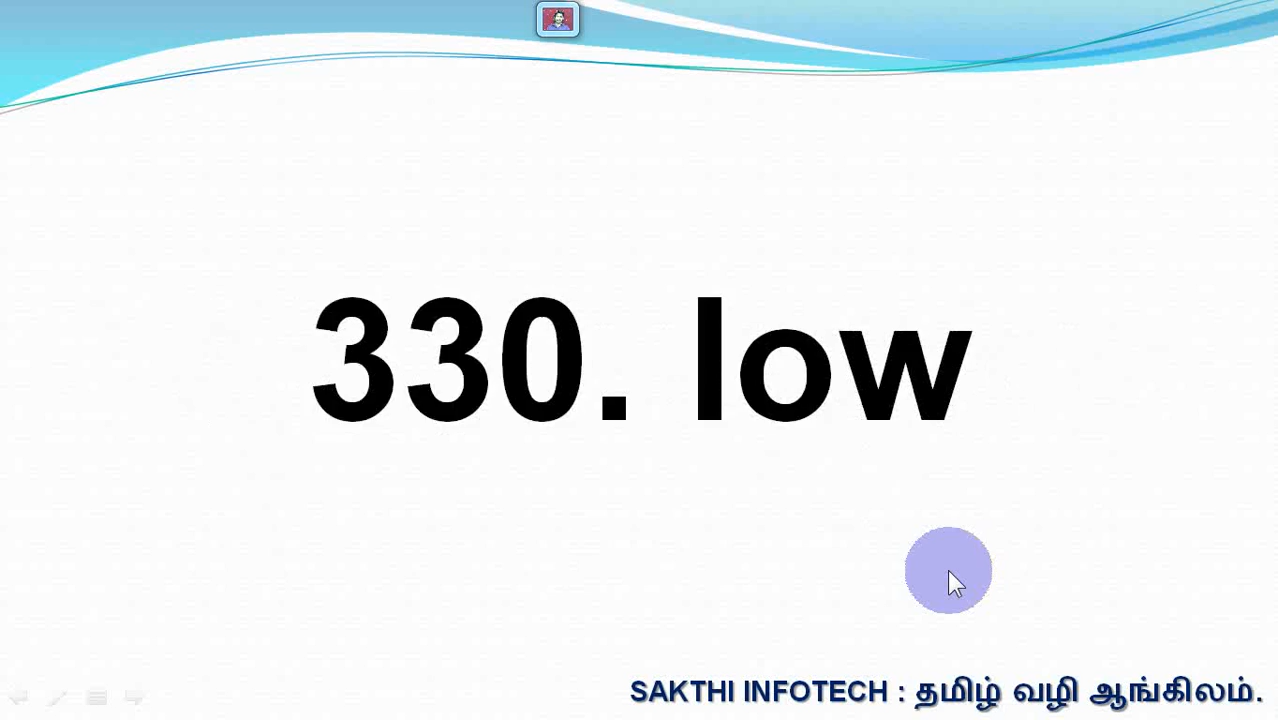 330. low
SAKTHI INFOTECH : தமிழ் வழி ஆங்கிலம்.